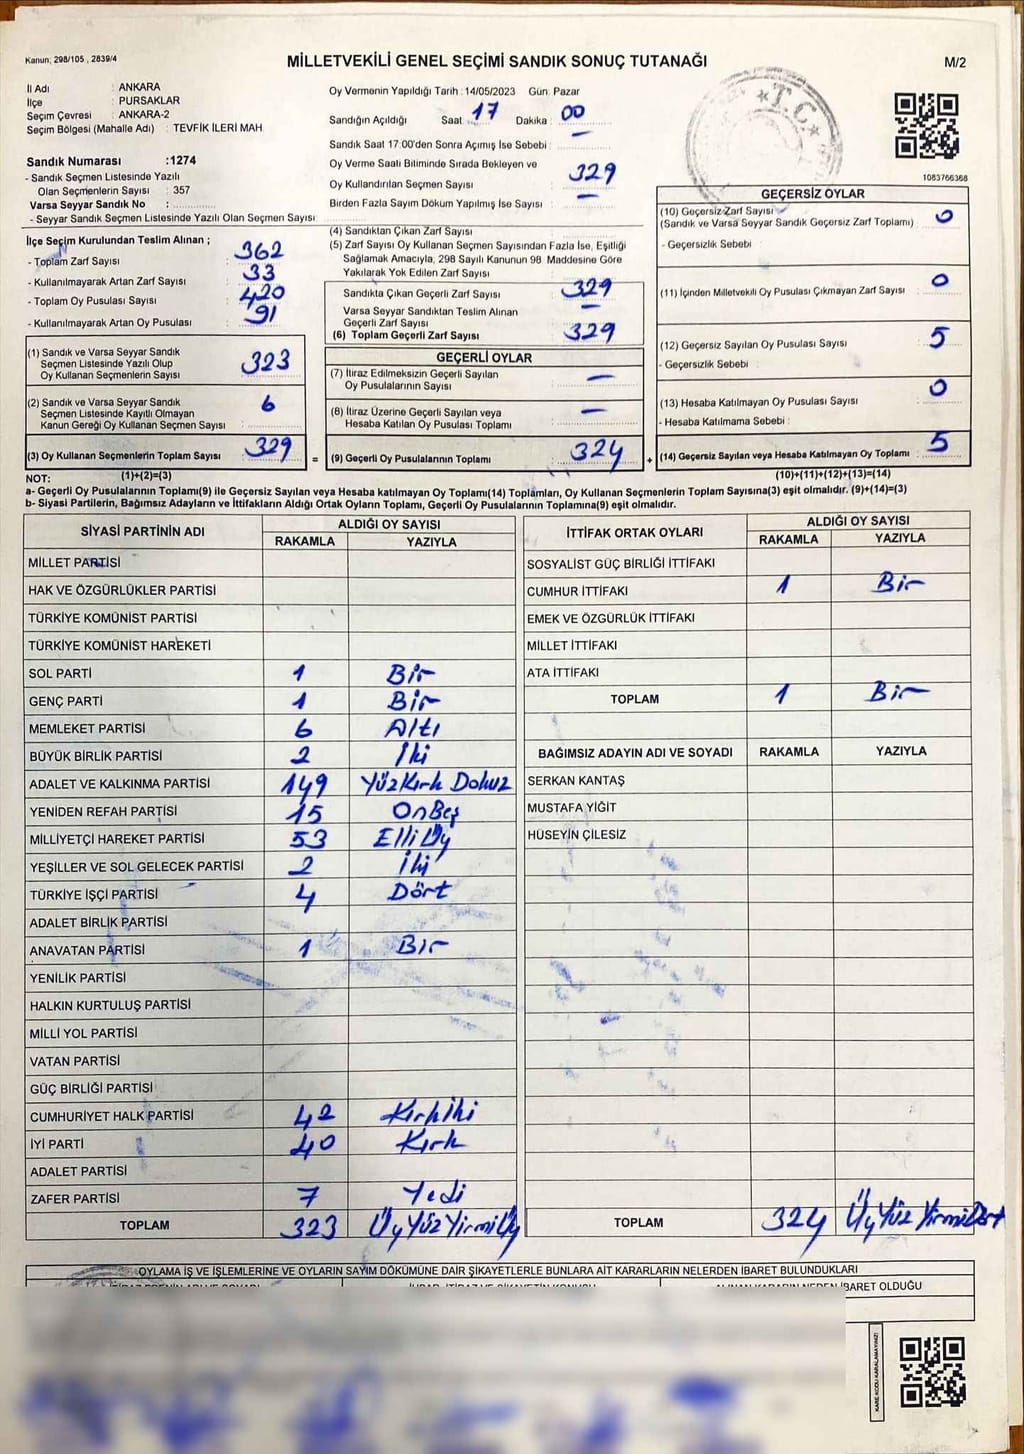 Kanun; 298/105 , 2839/4
MİLLETVEKİLİ GENEL SEÇİMİ SANDIK SONUÇ TUTANAĞI
M/2
İl Adı : ANKARA
İlçe : PURSAKLAR
Seçim Çevresi : ANKARA-2
Seçim Bölgesi (Mahalle Adı) : TEVFİK İLERİ MAH
Sandık Numarası :1274
- Sandık Seçmen Listesinde Yazılı
Olan Seçmenlerin Sayısı : 357
Varsa Seyyar Sandık No :
- Seyyar Sandık Seçmen Listesinde Yazılı Olan Seçmen Sayısı :
İlçe Seçim Kurulundan Teslim Alınan ;
- Toplam Zarf Sayısı : 362
- Kullanılmayarak Artan Zarf Sayısı : 33
- Toplam Oy Pusulası Sayısı : 420
- Kullanılmayarak Artan Oy Pusulası : 91
(1) Sandık ve Varsa Seyyar Sandık
Seçmen Listesinde Yazılı Olup
Oy Kullanan Seçmenlerin Sayısı : 323
(2) Sandık ve Varsa Seyyar Sandık
Seçmen Listesinde Kayıtlı Olmayan
Kanun Gereği Oy Kullanan Seçmen Sayısı : 6
(3) Oy Kullanan Seçmenlerin Toplam Sayısı : 329
(1)+(2)=(3)
Oy Vermenin Yapıldığı Tarih :14/05/2023 Gün: Pazar
Sandığın Açıldığı Saat : 17 Dakika : 00
Sandık Saat 17:00'den Sonra Açımış İse Sebebi : —
Oy Verme Saati Bitiminde Sırada Bekleyen ve
Oy Kullandırılan Seçmen Sayısı : 329
Birden Fazla Sayım Döküm Yapılmış İse Sayısı : —
(4) Sandıktan Çıkan Zarf Sayısı :
(5) Zarf Sayısı Oy Kullanan Seçmen Sayısından Fazla İse, Eşitliği
Sağlamak Amacıyla, 298 Sayılı Kanunun 98 Maddesine Göre
Yakılarak Yok Edilen Zarf Sayısı :
Sandıkta Çıkan Geçerli Zarf Sayısı : 329
Varsa Seyyar Sandıktan Teslim Alınan
Geçerli Zarf Sayısı : —
(6) Toplam Geçerli Zarf Sayısı : 329
GEÇERLİ OYLAR
(7) İtiraz Edilmeksizin Geçerli Sayılan
Oy Pusulalarının Sayısı : —
(8) İtiraz Üzerine Geçerli Sayılan veya
Hesaba Katılan Oy Pusulası Toplamı : —
= (9) Geçerli Oy Pusulalarının Toplamı : 324 +
T.C.
1083766368
GEÇERSİZ OYLAR
(10) Geçersiz Zarf Sayısı : 0
(Sandık ve Varsa Seyyar Sandık Geçersiz Zarf Toplamı)
- Geçersizlik Sebebi :
(11) İçinden Milletvekili Oy Pusulası Çıkmayan Zarf Sayısı : 0
(12) Geçersiz Sayılan Oy Pusulası Sayısı : 5
- Geçersizlik Sebebi :
(13) Hesaba Katılmayan Oy Pusulası Sayısı : 0
- Hesaba Katılmama Sebebi :
(14) Geçersiz Sayılan veya Hesaba Katılmayan Oy Toplamı : 5
(10)+(11)+(12)+(13)=(14)
NOT:
a- Geçerli Oy Pusulalarının Toplamı(9) ile Geçersiz Sayılan veya Hesaba katılmayan Oy Toplamı(14) Toplamları, Oy Kullanan Seçmenlerin Toplam Sayısına(3) eşit olmalıdır. (9)+(14)=(3)
b- Siyasi Partilerin, Bağımsız Adayların ve İttifakların Aldığı Ortak Oyların Toplamı, Geçerli Oy Pusulalarının Toplamına(9) eşit olmalıdır.
SİYASİ PARTİNİN ADI ALDIĞI OY SAYISI
RAKAMLA YAZIYLA
MİLLET PARTİSİ
HAK VE ÖZGÜRLÜKLER PARTİSİ
TÜRKİYE KOMÜNİST PARTİSİ
TÜRKİYE KOMÜNİST HAREKETİ
SOL PARTİ 1 Bir
GENÇ PARTİ 1 Bir
MEMLEKET PARTİSİ 6 Altı
BÜYÜK BİRLİK PARTİSİ 2 İki
ADALET VE KALKINMA PARTİSİ 149 YüzKırk Dokuz
YENİDEN REFAH PARTİSİ 15 OnBeş
MİLLİYETÇİ HAREKET PARTİSİ 53 ElliÜç
YEŞİLLER VE SOL GELECEK PARTİSİ 2 İki
TÜRKİYE İŞÇİ PARTİSİ 4 Dört
ADALET BİRLİK PARTİSİ
ANAVATAN PARTİSİ 1 Bir
YENİLİK PARTİSİ
HALKIN KURTULUŞ PARTİSİ
MİLLİ YOL PARTİSİ
VATAN PARTİSİ
GÜÇ BİRLİĞİ PARTİSİ
CUMHURİYET HALK PARTİSİ 42 Kırkiki
İYİ PARTİ 40 Kırk
ADALET PARTİSİ
ZAFER PARTİSİ 7 Yedi
TOPLAM 323 ÜçYüzYirmiÜç
İTTİFAK ORTAK OYLARI ALDIĞI OY SAYISI
RAKAMLA YAZIYLA
SOSYALİST GÜÇ BİRLİĞİ İTTİFAKI
CUMHUR İTTİFAKI 1 Bir
EMEK VE ÖZGÜRLÜK İTTİFAKI
MİLLET İTTİFAKI
ATA İTTİFAKI
TOPLAM 1 Bir
BAĞIMSIZ ADAYIN ADI VE SOYADI RAKAMLA YAZIYLA
SERKAN KANTAŞ
MUSTAFA YİĞİT
HÜSEYİN ÇİLESİZ
TOPLAM 324 ÜçYüz YirmiDört
OYLAMA İŞ VE İŞLEMLERİNE VE OYLARIN SAYIM DÖKÜMÜNE DAİR ŞİKAYETLERLE BUNLARA AİT KARARLARIN NELERDEN İBARET BULUNDUKLARI
İBARET OLDUĞU
KARE KODU KARALAMAYINIZ!